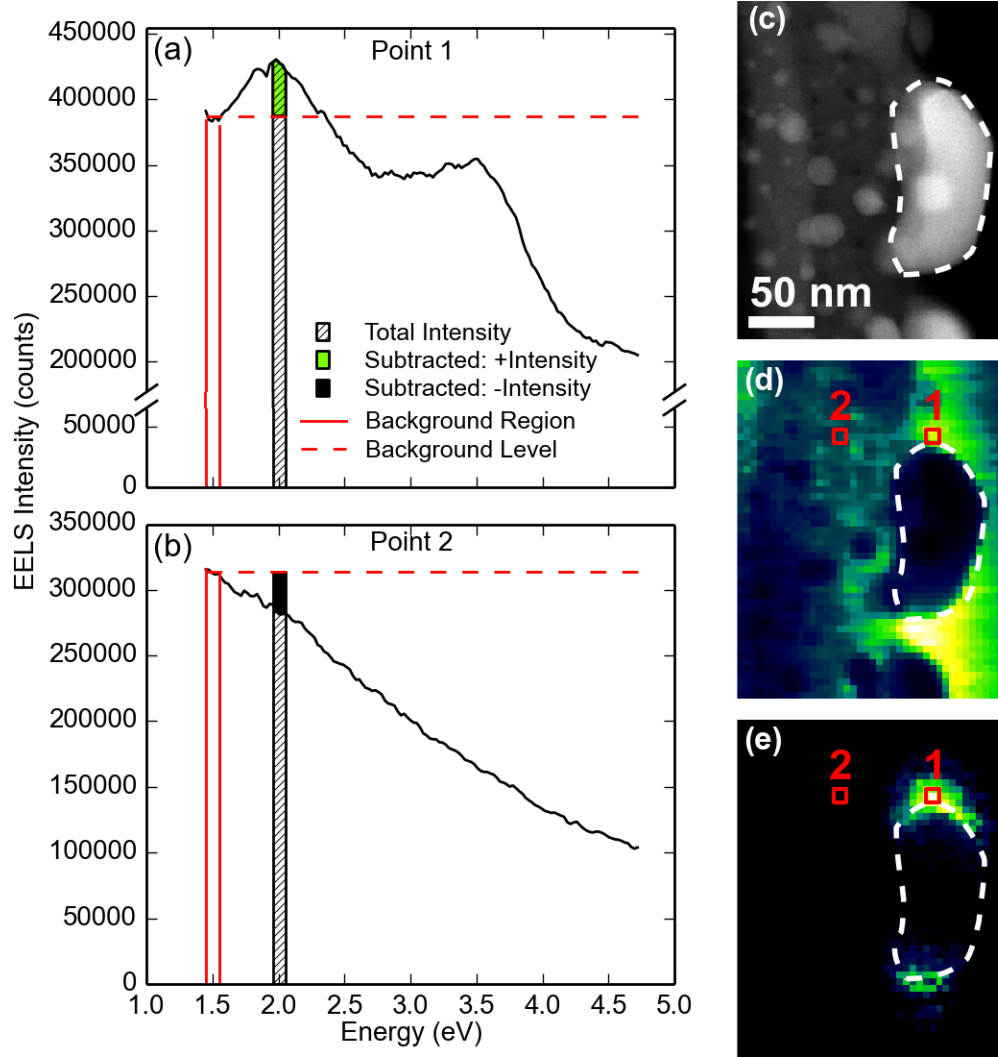 (a)
Point 1
450000
400000
350000
300000
250000
200000
50000
0
Total Intensity
Subtracted: +Intensity
Subtracted: -Intensity
Background Region
Background Level
EELS Intensity (counts)
(b)
Point 2
350000
300000
250000
200000
150000
100000
50000
0
1.0 1.5 2.0 2.5 3.0 3.5 4.0 4.5 5.0
Energy (eV)
(c)
50 nm
(d)
2 1
(e)
2 1